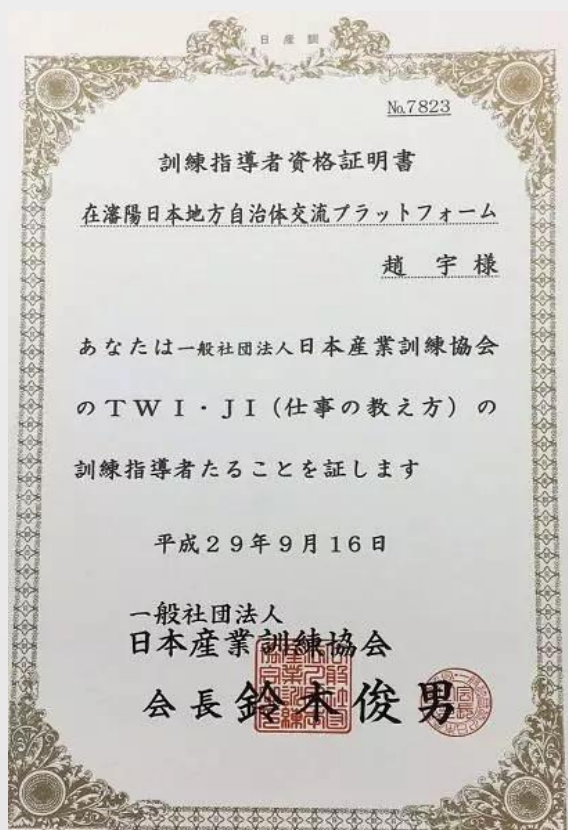 日産訓
No.7823
訓練指導者資格証明書
在瀋陽日本地方自治体交流プラットフォーム
趙 宇 様
あなたは一般社団法人日本産業訓練協会
のTWI・JI(仕事の教え方)の
訓練指導者たることを証します
平成29年9月16日
一般社団法人
日本産業訓練協会
会長 鈴木俊男